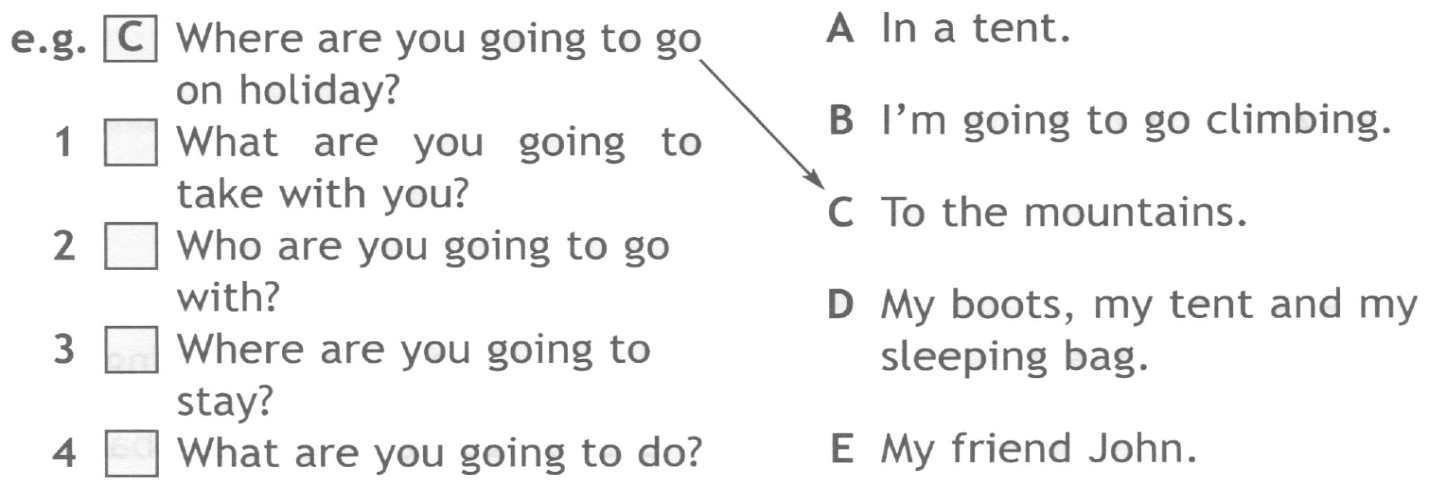 e.g. C Where are you going to go
on holiday?
1 What are you going to
take with you?
2 Who are you going to go
with?
3 Where are you going to
stay?
4 What are you going to do?
A In a tent.
B I'm going to go climbing.
C To the mountains.
D My boots, my tent and my
sleeping bag.
E My friend John.